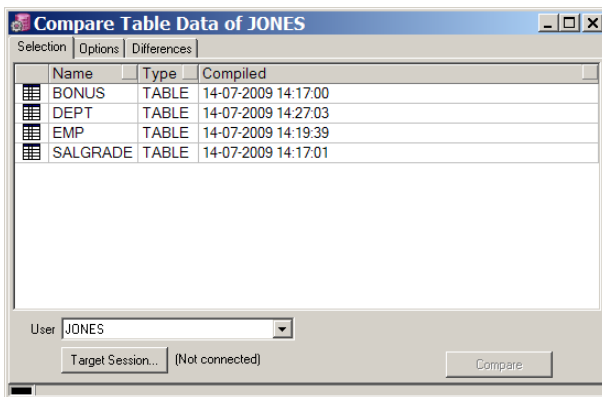 Compare Table Data of JONES
Selection Options Differences
Name Type Compiled
BONUS TABLE 14-07-2009 14:17:00
DEPT TABLE 14-07-2009 14:27:03
EMP TABLE 14-07-2009 14:19:39
SALGRADE TABLE 14-07-2009 14:17:01
User JONES
Target Session... (Not connected)
Compare